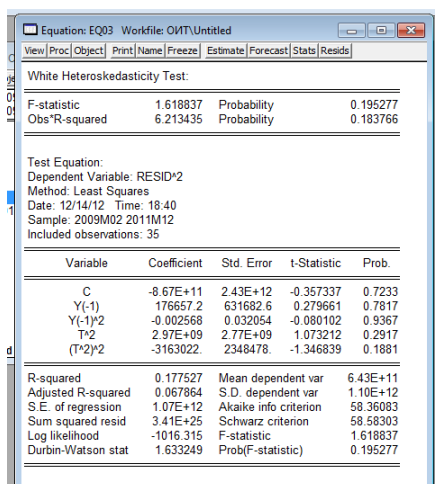 Equation: EQ03 Workfile: ОИТ\Untitled
View Proc Object Print Name Freeze Estimate Forecast Stats Resids
White Heteroskedasticity Test:
F-statistic 1.618837 Probability 0.195277
Obs*R-squared 6.213435 Probability 0.183766
Test Equation:
Dependent Variable: RESID^2
Method: Least Squares
Date: 12/14/12 Time: 18:40
Sample: 2009M02 2011M12
Included observations: 35
Variable Coefficient Std. Error t-Statistic Prob.
C -8.67E+11 2.43E+12 -0.357337 0.7233
Y(-1) 176657.2 631682.6 0.279661 0.7817
Y(-1)^2 -0.002568 0.032054 -0.080102 0.9367
T^2 2.97E+09 2.77E+09 1.073212 0.2917
(T^2)^2 -3163022. 2348478. -1.346839 0.1881
R-squared 0.177527 Mean dependent var 6.43E+11
Adjusted R-squared 0.067864 S.D. dependent var 1.10E+12
S.E. of regression 1.07E+12 Akaike info criterion 58.36083
Sum squared resid 3.41E+25 Schwarz criterion 58.58303
Log likelihood -1016.315 F-statistic 1.618837
Durbin-Watson stat 1.633249 Prob(F-statistic) 0.195277